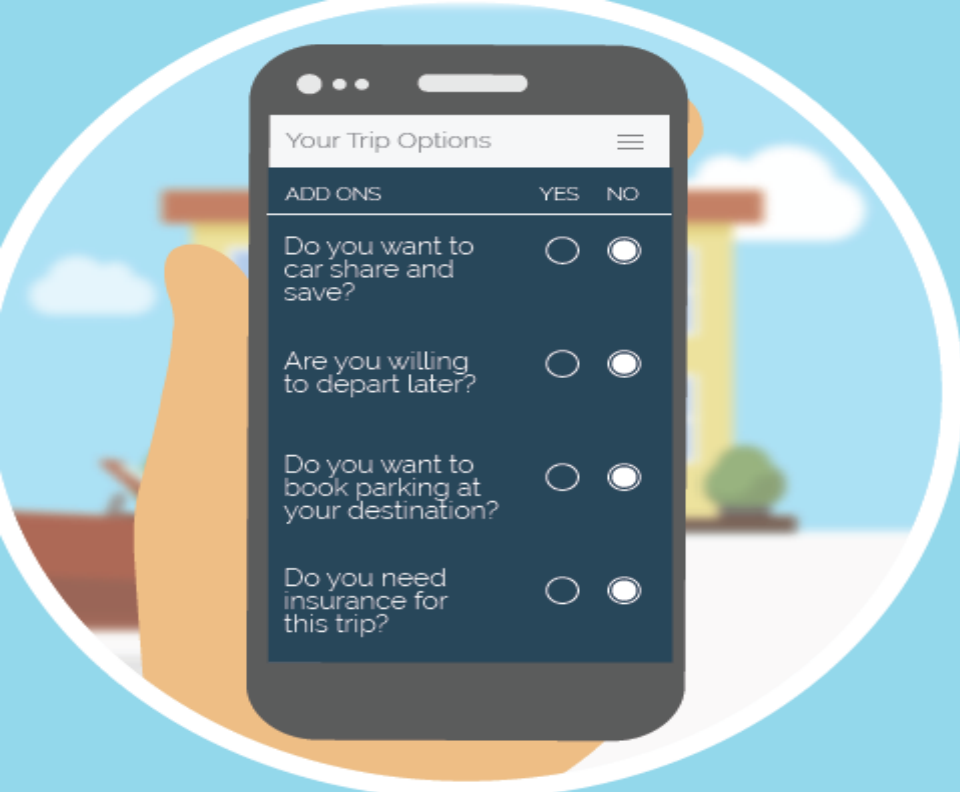 Your Trip Options
ADD ONS YES NO
Do you want to
car share and
save?
Are you willing
to depart later?
Do you want to
book parking at
your destination?
Do you need
insurance for
this trip?